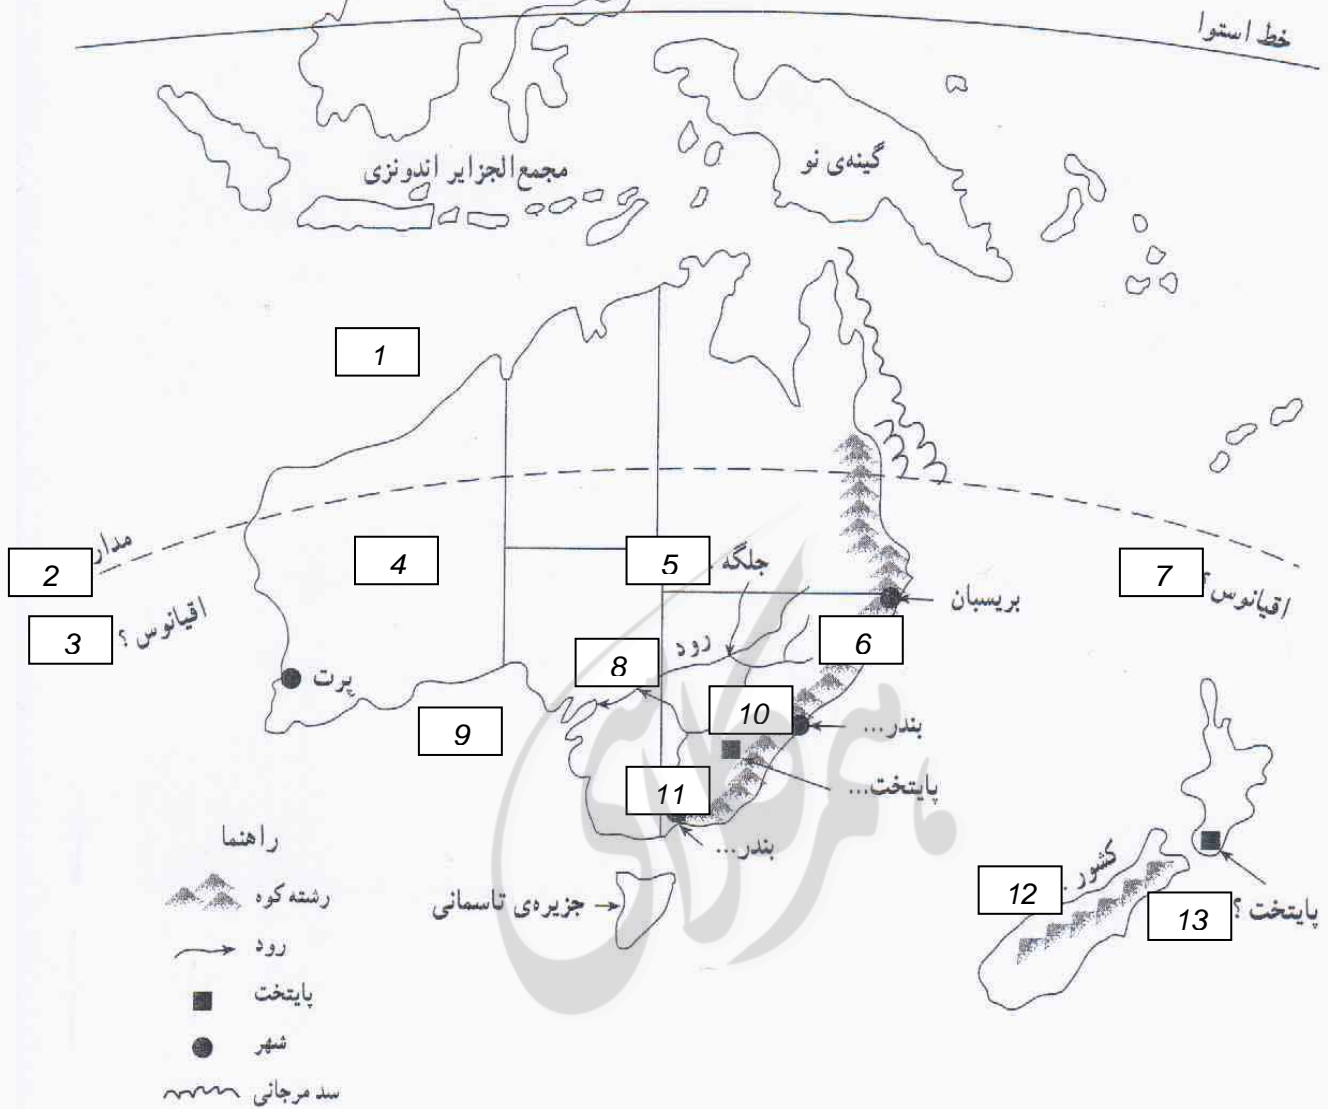 خط استوا
گینه‌ی نو
مجمع‌الجزایر اندونزی
1
مدار
2
جلگه .
5
4
اقیانوس ؟
7
اقیانوس ؟
3
بریسبان
رود
6
8
پرت
10
بندر...
9
پایتخت...
11
بندر...
راهنما
رشته کوه
رود
پایتخت
شهر
سد مرجانی
جزیره‌ی تاسمانی
کشور .
12
پایتخت ؟
13
همگامی